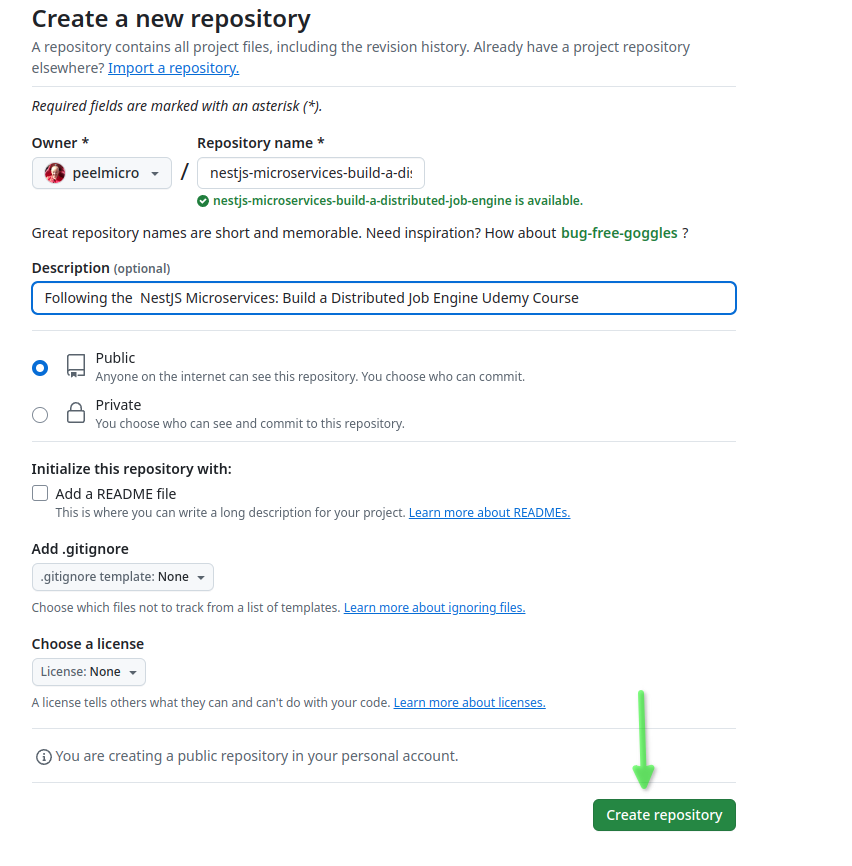 Create a new repository
A repository contains all project files, including the revision history. Already have a project repository
elsewhere? Import a repository.
Required fields are marked with an asterisk (*).
Owner *
Repository name *
peelmicro
/
nestjs-microservices-build-a-dis
nestjs-microservices-build-a-distributed-job-engine is available.
Great repository names are short and memorable. Need inspiration? How about bug-free-goggles ?
Description (optional)
Following the  NestJS Microservices: Build a Distributed Job Engine Udemy Course
Public
Anyone on the internet can see this repository. You choose who can commit.
Private
You choose who can see and commit to this repository.
Initialize this repository with:
Add a README file
This is where you can write a long description for your project. Learn more about READMEs.
Add .gitignore
.gitignore template: None
Choose which files not to track from a list of templates. Learn more about ignoring files.
Choose a license
License: None
A license tells others what they can and can't do with your code. Learn more about licenses.
You are creating a public repository in your personal account.
Create repository